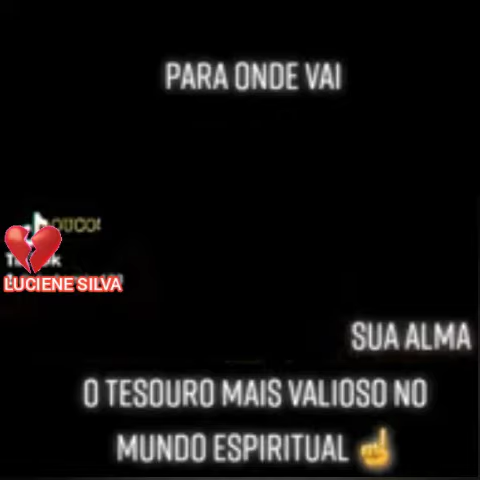 PARA ONDE VAI
LUCIENE SILVA
SUA ALMA
O TESOURO MAIS VALIOSO NO
MUNDO ESPIRITUAL ☝️